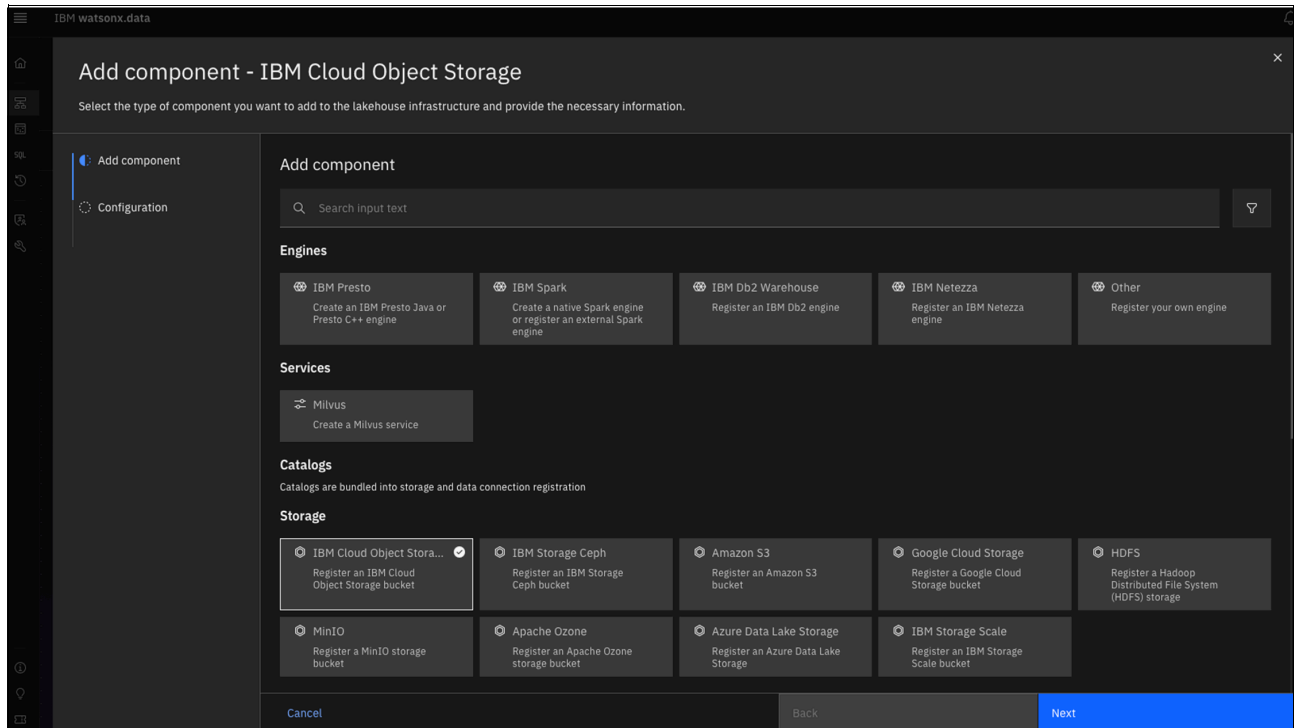 IBM watsonx.data
Add component - IBM Cloud Object Storage
Select the type of component you want to add to the lakehouse infrastructure and provide the necessary information.
Add component
Configuration
Add component
Search input text
Engines
IBM Presto
Create an IBM Presto Java or
Presto C++ engine
IBM Spark
Create a native Spark engine
or register an external Spark
engine
IBM Db2 Warehouse
Register an IBM Db2 engine
IBM Netezza
Register an IBM Netezza
engine
Other
Register your own engine
Services
Milvus
Create a Milvus service
Catalogs
Catalogs are bundled into storage and data connection registration
Storage
IBM Cloud Object Stora...
Register an IBM Cloud
Object Storage bucket
IBM Storage Ceph
Register an IBM Storage
Ceph bucket
Amazon S3
Register an Amazon S3
bucket
Google Cloud Storage
Register a Google Cloud
Storage bucket
HDFS
Register a Hadoop
Distributed File System
(HDFS) storage
MinIO
Register a MinIO storage
bucket
Apache Ozone
Register an Apache Ozone
storage bucket
Azure Data Lake Storage
Register an Azure Data Lake
Storage
IBM Storage Scale
Register an IBM Storage
Scale bucket
SQL
Cancel
Back
Next